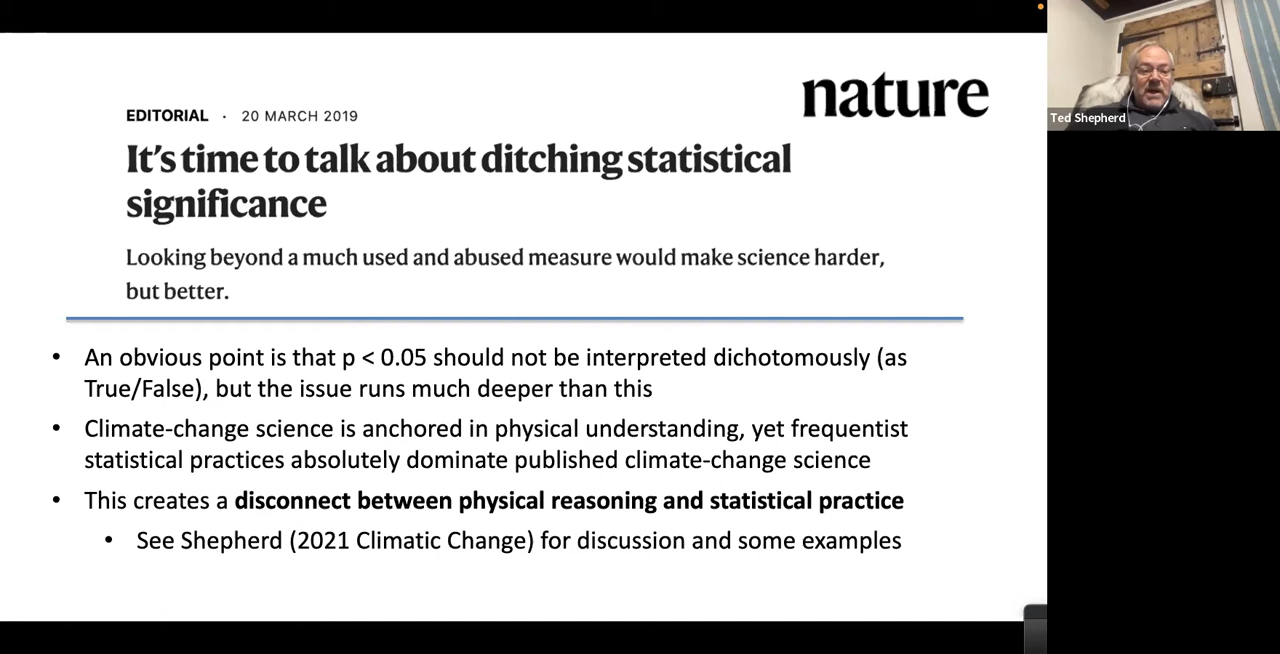 nature
EDITORIAL · 20 MARCH 2019
It's time to talk about ditching statistical
significance
Looking beyond a much used and abused measure would make science harder,
but better.
• An obvious point is that p < 0.05 should not be interpreted dichotomously (as
True/False), but the issue runs much deeper than this
• Climate-change science is anchored in physical understanding, yet frequentist
statistical practices absolutely dominate published climate-change science
• This creates a disconnect between physical reasoning and statistical practice
• See Shepherd (2021 Climatic Change) for discussion and some examples
Ted Shepherd